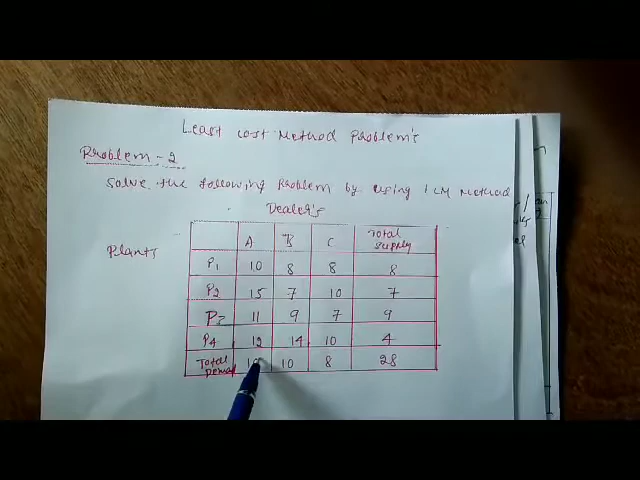 Least cost Method Problem's
Problem - 2
Solve the following Problem by using LCM Method
Dealer's
Plants
A B C Total Supply
P1 10 8 8 8
P2 15 7 10 7
P3 11 9 7 9
P4 12 14 10 4
Total Demand 10 8 28